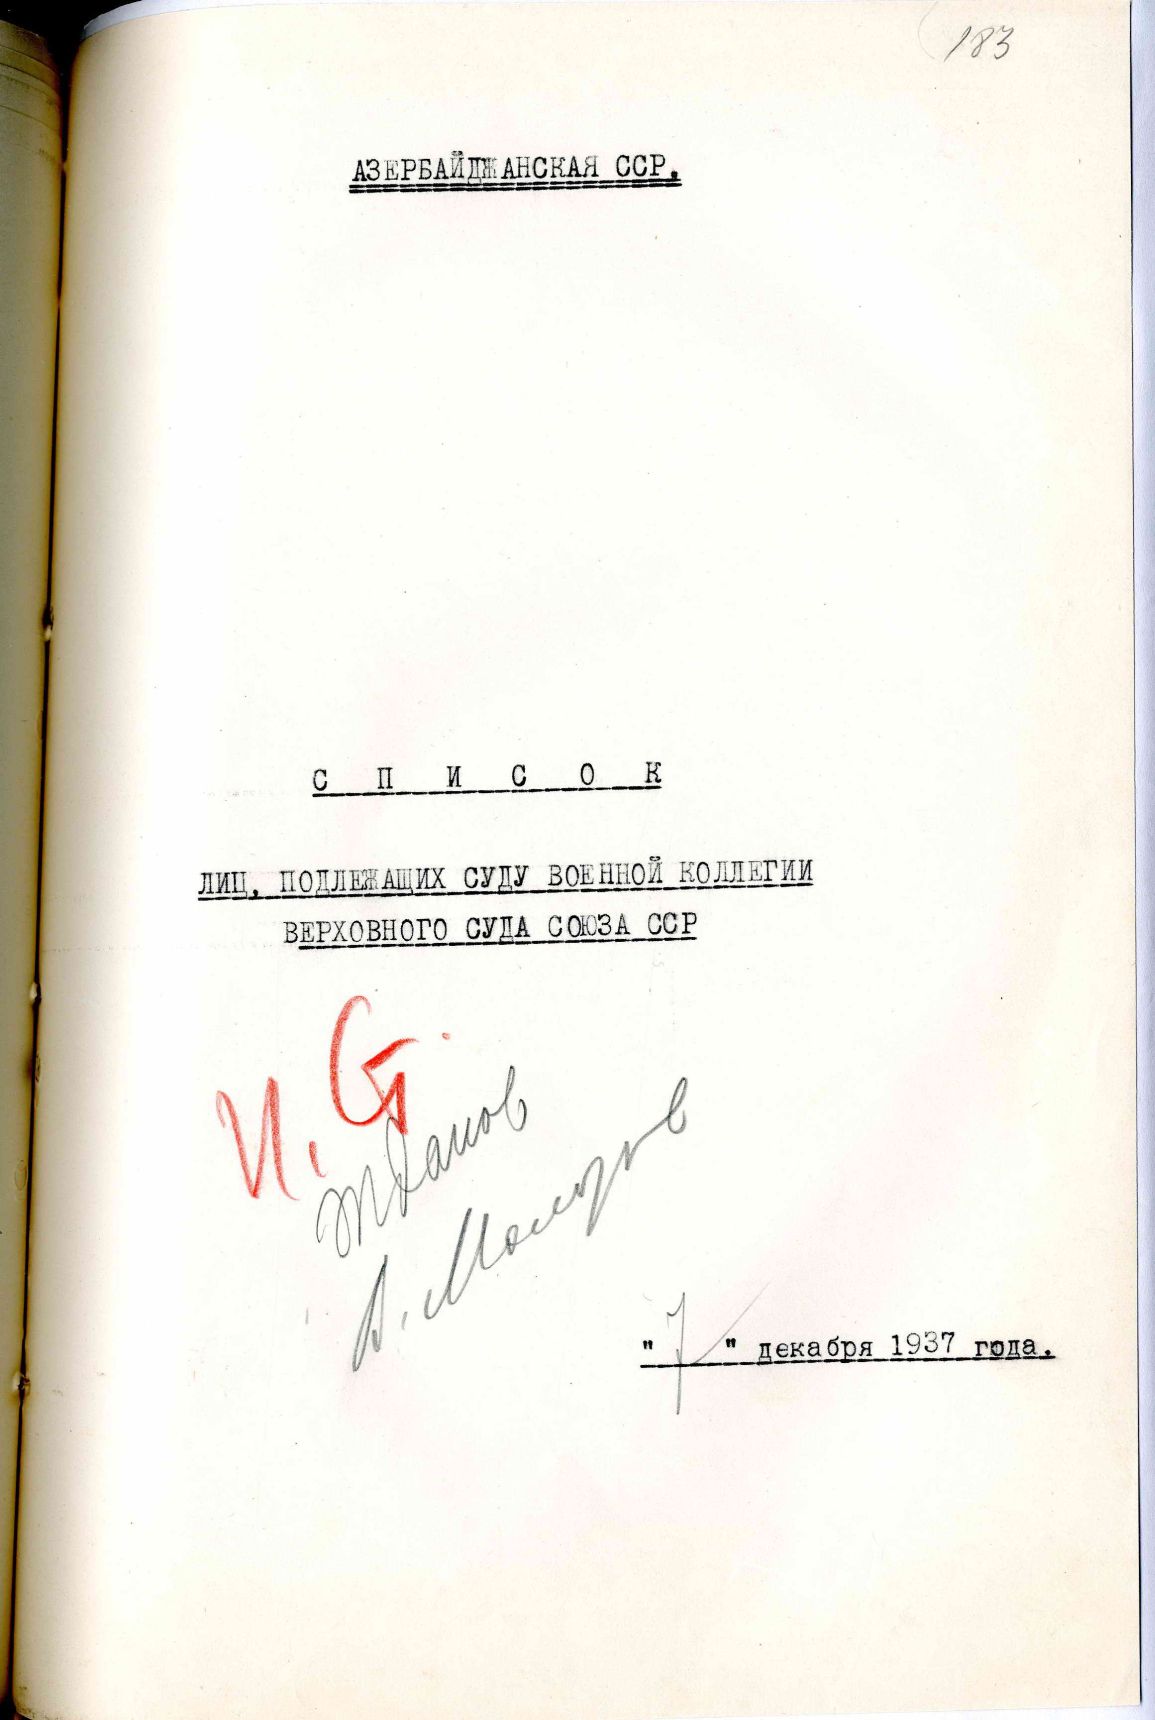 183
АЗЕРБАЙДЖАНСКАЯ ССР.
С П И С О К
ЛИЦ, ПОДЛЕЖАЩИХ СУДУ ВОЕННОЙ КОЛЛЕГИИ
ВЕРХОВНОГО СУДА СОЮЗА ССР
И. Ст.
Жданов
В. Молотов
"7" декабря 1937 года.